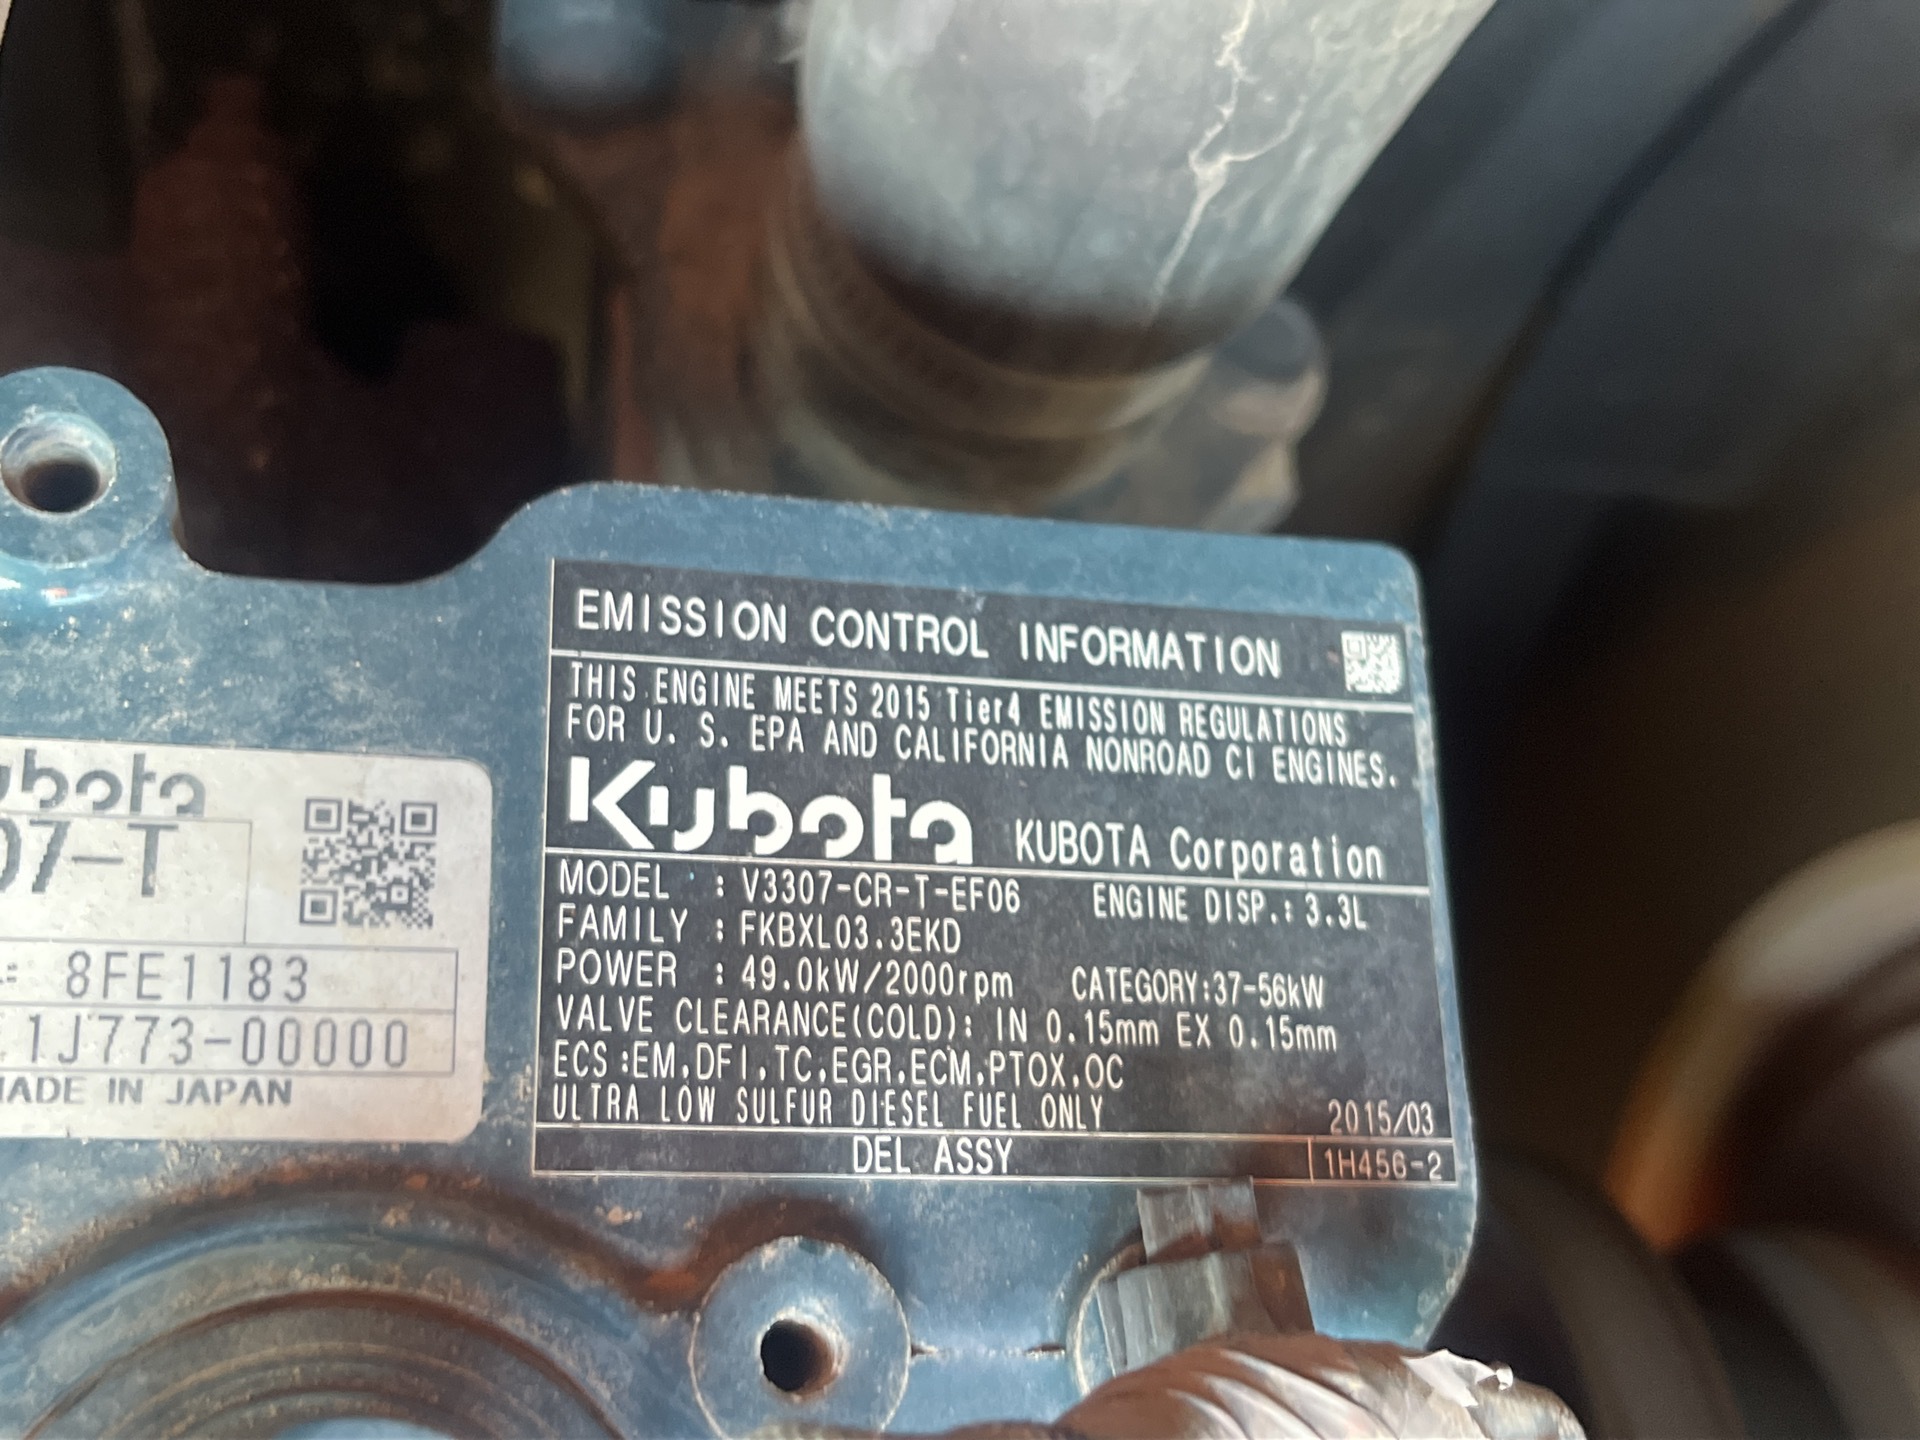 EMISSION CONTROL INFORMATION
THIS ENGINE MEETS 2015 Tier4 EMISSION REGULATIONS
FOR U. S. EPA AND CALIFORNIA NONROAD CI ENGINES.
Kubota KUBOTA Corporation
MODEL : V3307-CR-T-EF06 ENGINE DISP.: 3.3L
FAMILY : FKBXL03.3EKD
POWER : 49.0kW/2000rpm CATEGORY:37-56kW
VALVE CLEARANCE(COLD): IN 0.15mm EX 0.15mm
ECS :EM,DFI,TC,EGR,ECM,PTOX,OC
ULTRA LOW SULFUR DIESEL FUEL ONLY 2015/03
DEL ASSY 1H456-2
ubota
07-T
8FE1183
1J773-00000
MADE IN JAPAN